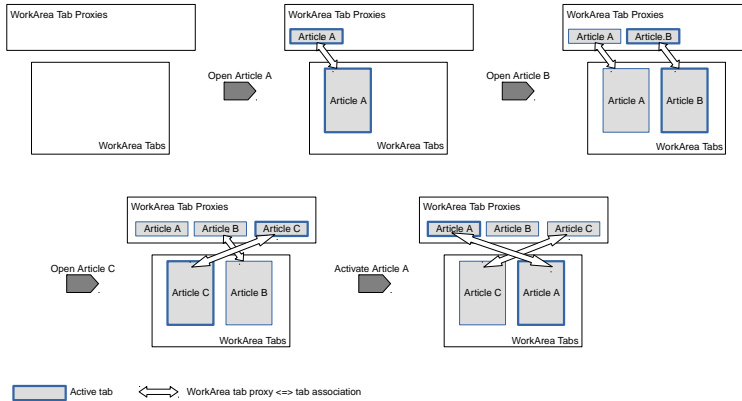 WorkArea Tab Proxies
WorkArea Tabs
Open Article A
WorkArea Tab Proxies
Article A
Article A
WorkArea Tabs
Open Article B
WorkArea Tab Proxies
Article A
Article.B
Article A
Article B
WorkArea Tabs
Open Article C
WorkArea Tab Proxies
Article A
Article B
Article C
Article C
Article B
WorkArea Tabs
Activate Article A
WorkArea Tab Proxies
Article A
Article B
Article C
Article C
Article A
WorkArea Tabs
Active tab
WorkArea tab proxy <=> tab association